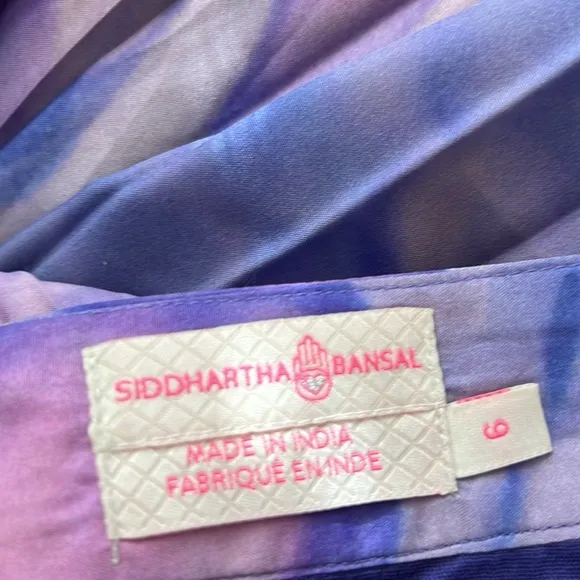 SIDDHARTHA BANSAL
MADE IN INDIA
FABRIQUÉ EN INDE
6